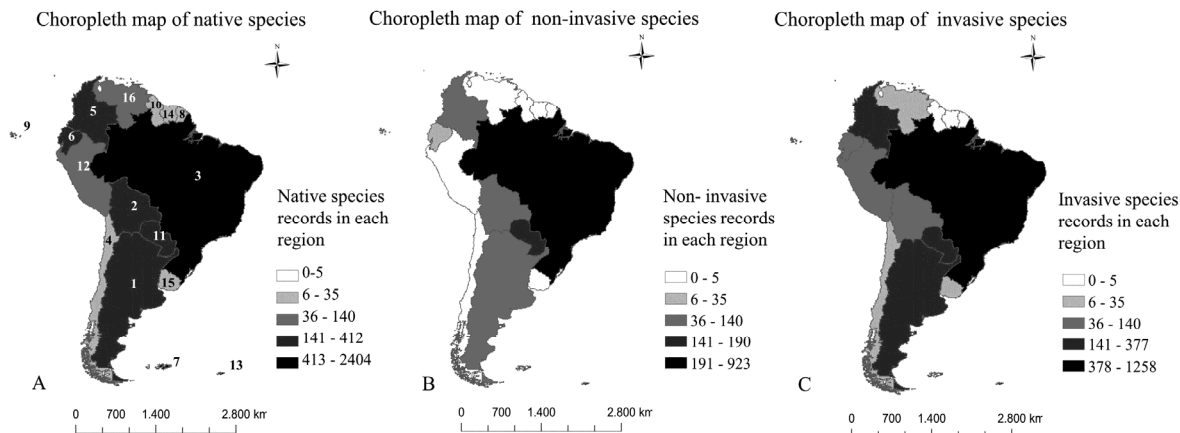 Choropleth map of native species
N
16
10
14
8
5
9
6
12
3
2
4
11
1
15
7
13
Native species
records in each
region
0-5
6 - 35
36 - 140
141 - 412
413 - 2404
A
0 700 1.400 2.800 km
Choropleth map of non-invasive species
N
Non- invasive
species records
in each region
0 - 5
6 - 35
36 - 140
141 - 190
191 - 923
B
0 700 1.400 2.800 km
Choropleth map of invasive species
N
Invasive species
records in each
region
0 - 5
6 - 35
36 - 140
141 - 377
378 - 1258
C
0 700 1.400 2.800 km